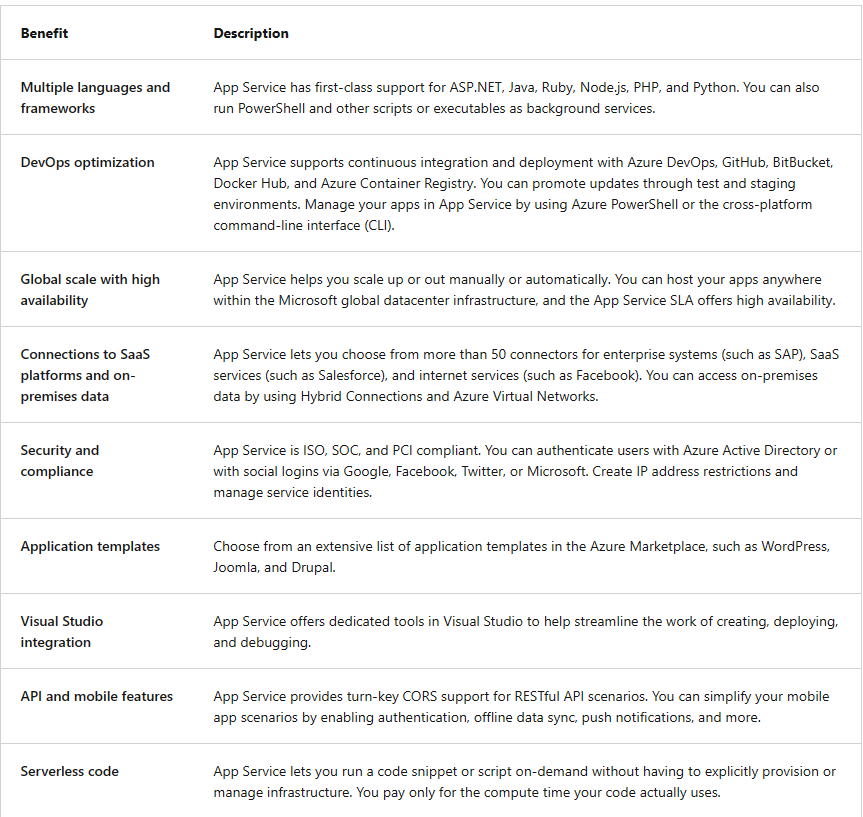 Benefit Description
Multiple languages and App Service has first-class support for ASP.NET, Java, Ruby, Node.js, PHP, and Python. You can also
frameworks run PowerShell and other scripts or executables as background services.
DevOps optimization App Service supports continuous integration and deployment with Azure DevOps, GitHub, BitBucket,
Docker Hub, and Azure Container Registry. You can promote updates through test and staging
environments. Manage your apps in App Service by using Azure PowerShell or the cross-platform
command-line interface (CLI).
Global scale with high App Service helps you scale up or out manually or automatically. You can host your apps anywhere
availability within the Microsoft global datacenter infrastructure, and the App Service SLA offers high availability.
Connections to SaaS App Service lets you choose from more than 50 connectors for enterprise systems (such as SAP), SaaS
platforms and on- services (such as Salesforce), and internet services (such as Facebook). You can access on-premises
premises data data by using Hybrid Connections and Azure Virtual Networks.
Security and App Service is ISO, SOC, and PCI compliant. You can authenticate users with Azure Active Directory or
compliance with social logins via Google, Facebook, Twitter, or Microsoft. Create IP address restrictions and
manage service identities.
Application templates Choose from an extensive list of application templates in the Azure Marketplace, such as WordPress,
Joomla, and Drupal.
Visual Studio App Service offers dedicated tools in Visual Studio to help streamline the work of creating, deploying,
integration and debugging.
API and mobile features App Service provides turn-key CORS support for RESTful API scenarios. You can simplify your mobile
app scenarios by enabling authentication, offline data sync, push notifications, and more.
Serverless code App Service lets you run a code snippet or script on-demand without having to explicitly provision or
manage infrastructure. You pay only for the compute time your code actually uses.